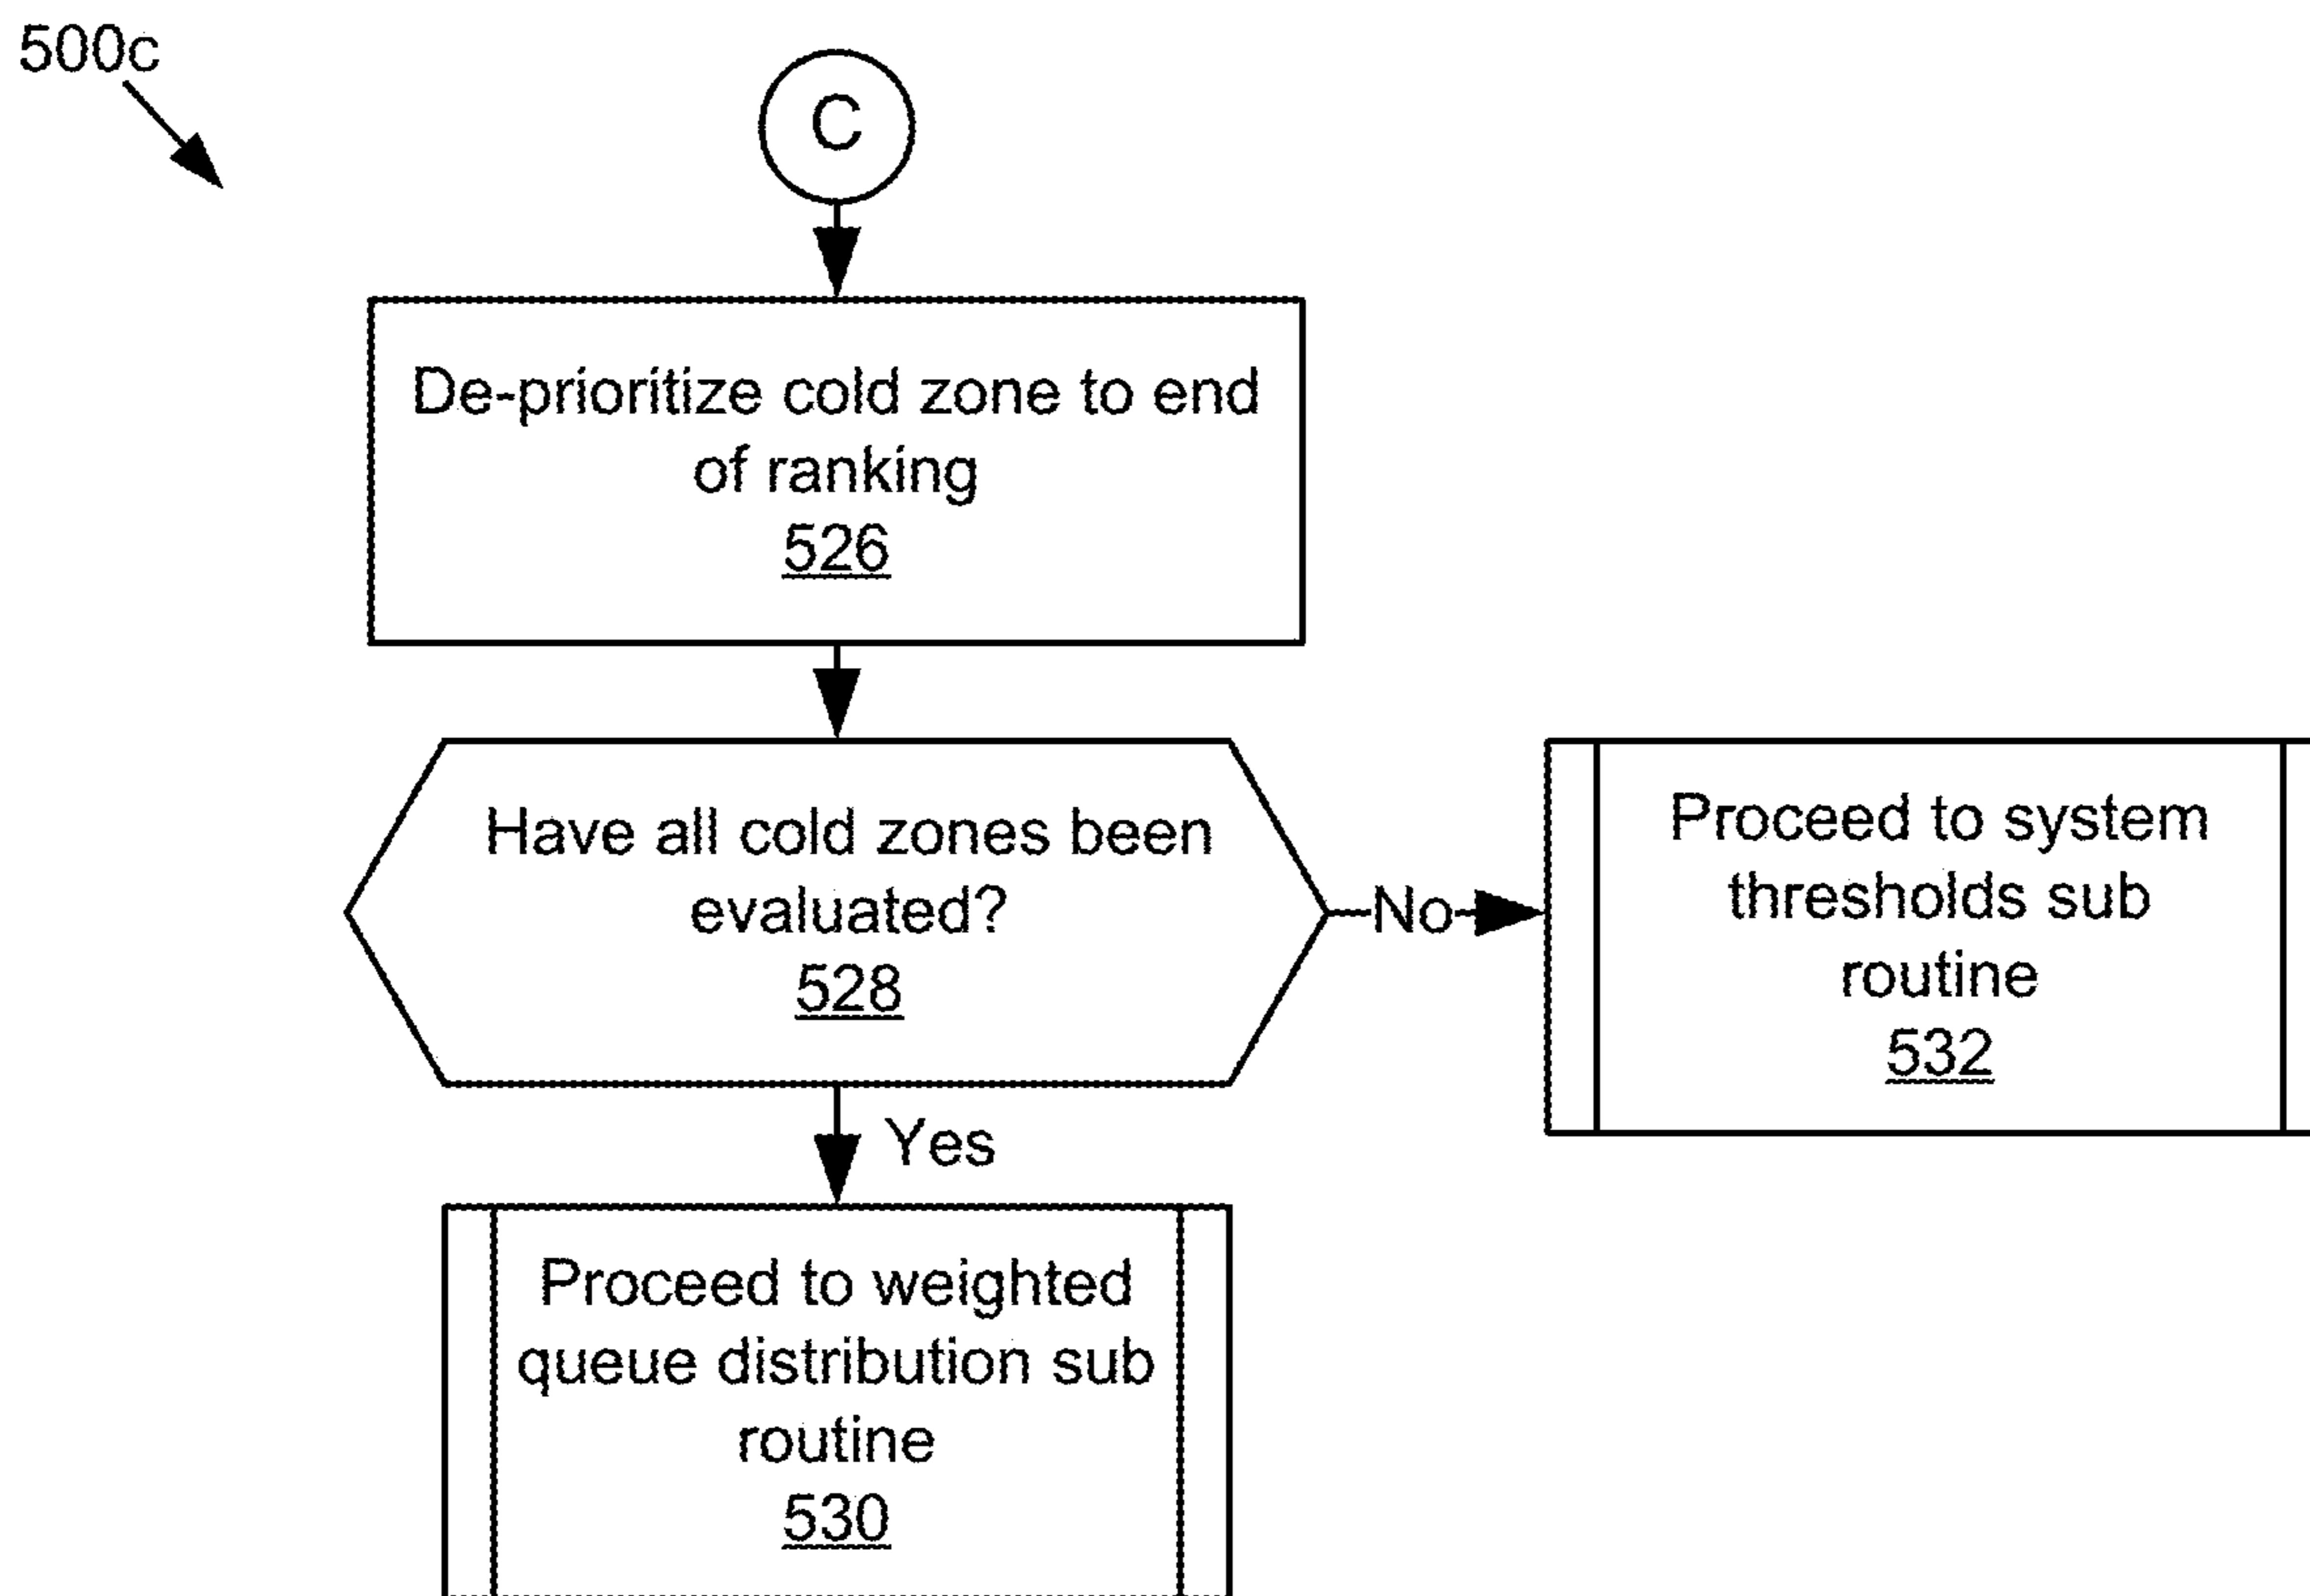 500c
C
De-prioritize cold zone to end
of ranking
526
Have all cold zones been
evaluated?
528
No
Proceed to system
thresholds sub
routine
532
Yes
Proceed to weighted
queue distribution sub
routine
530